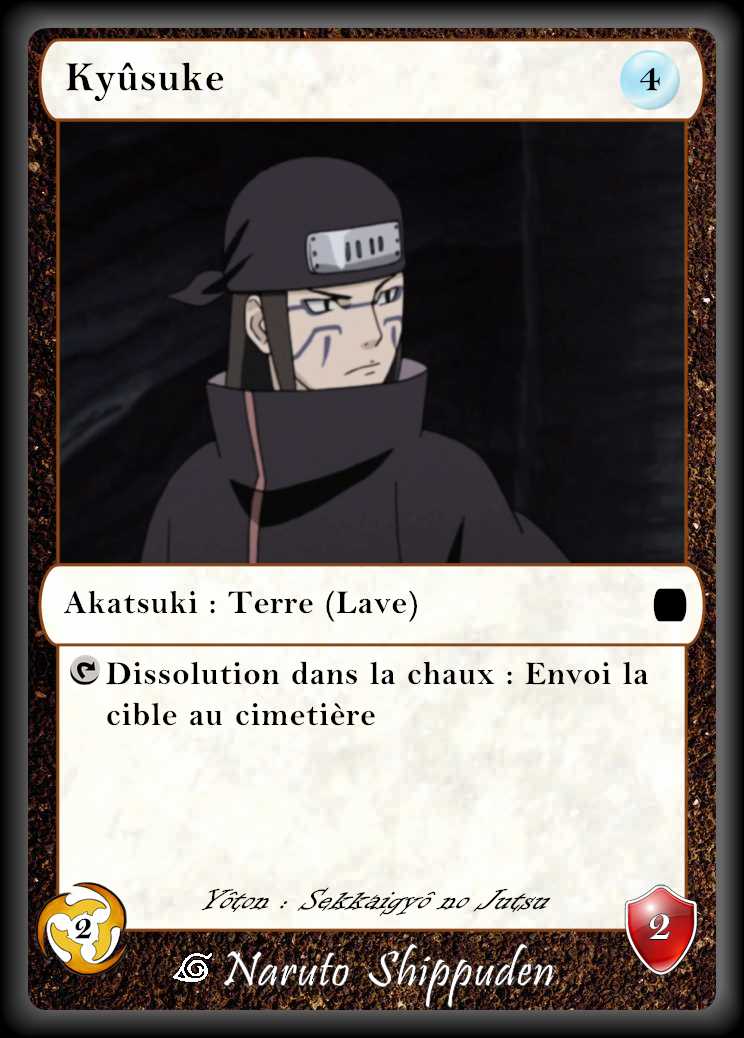 Kyûsuke 4
Akatsuki : Terre (Lave)
Dissolution dans la chaux : Envoi la
cible au cimetière
Yôton : Sekkaigyô no Jutsu
2 2
Naruto Shippuden